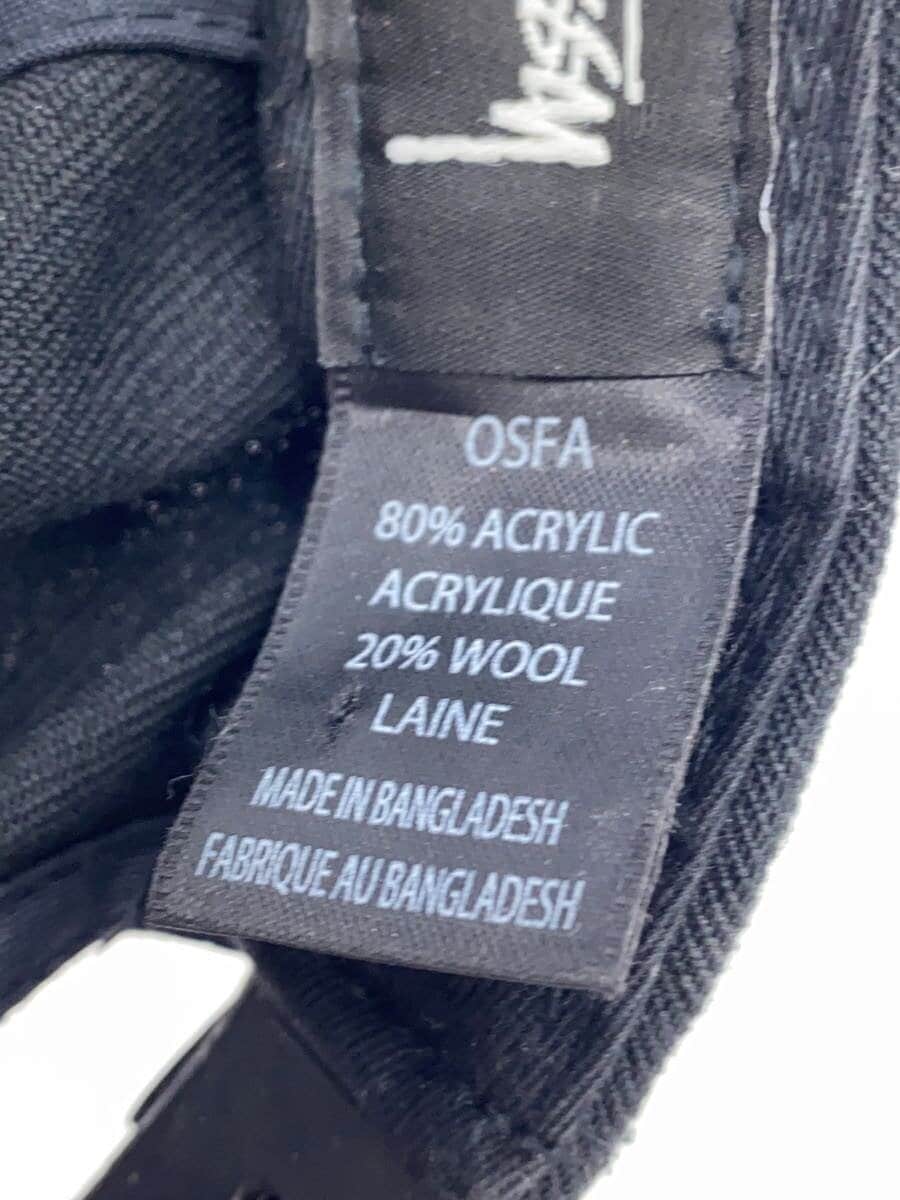 OSFA
80% ACRYLIC
ACRYLIQUE
20% WOOL
LAINE
MADE IN BANGLADESH
FABRIQUE AU BANGLADESH